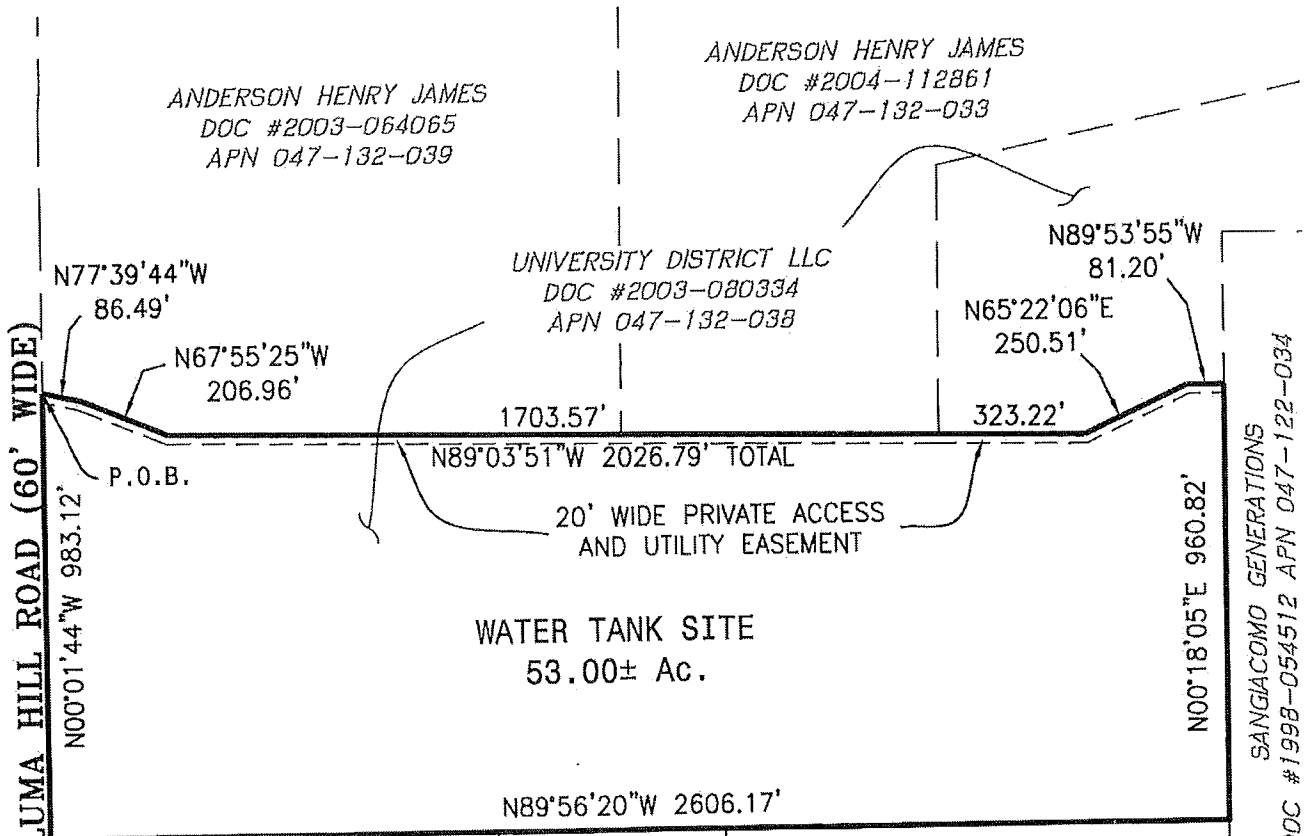 ANDERSON HENRY JAMES
DOC #2003-064065
APN 047-132-039
ANDERSON HENRY JAMES
DOC #2004-112861
APN 047-132-033
UNIVERSITY DISTRICT LLC
DOC #2003-080334
APN 047-132-038
N77°39'44"W
86.49'
N67°55'25"W
206.96'
N89°53'55"W
81.20'
N65°22'06"E
250.51'
1703.57'
323.22'
N89°03'51"W 2026.79' TOTAL
P.O.B.
20' WIDE PRIVATE ACCESS
AND UTILITY EASEMENT
LUMA HILL ROAD (60' WIDE)
N00°01'44"W 983.12'
WATER TANK SITE
53.00± Ac.
N00°18'05"E 960.82'
SANGIACOMO GENERATIONS
DOC #1998-054512 APN 047-122-034
N89°56'20"W 2606.17'